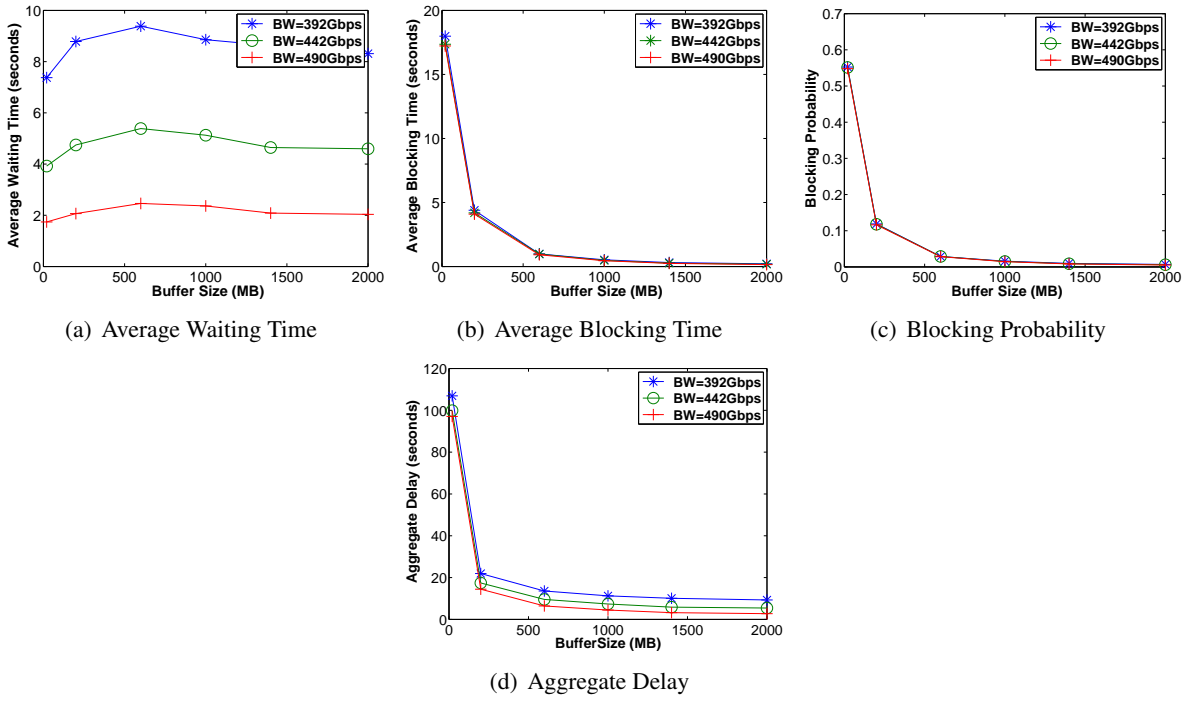 10
8
6
4
2
0
Average Waiting Time (seconds)
BW=392Gbps
BW=442Gbps
BW=490Gbps
0 500 1000 1500 2000
Buffer Size (MB)
(a) Average Waiting Time
20
15
10
5
0
Average Blocking Time (seconds)
BW=392Gbps
BW=442Gbps
BW=490Gbps
0 500 1000 1500 2000
Buffer Size (MB)
(b) Average Blocking Time
0.7
0.6
0.5
0.4
0.3
0.2
0.1
0
Blocking Probability
BW=392Gbps
BW=442Gbps
BW=490Gbps
0 500 1000 1500 2000
Buffer Size (MB)
(c) Blocking Probability
120
100
80
60
40
20
0
Aggregate Delay (seconds)
BW=392Gbps
BW=442Gbps
BW=490Gbps
0 500 1000 1500 2000
BufferSize (MB)
(d) Aggregate Delay